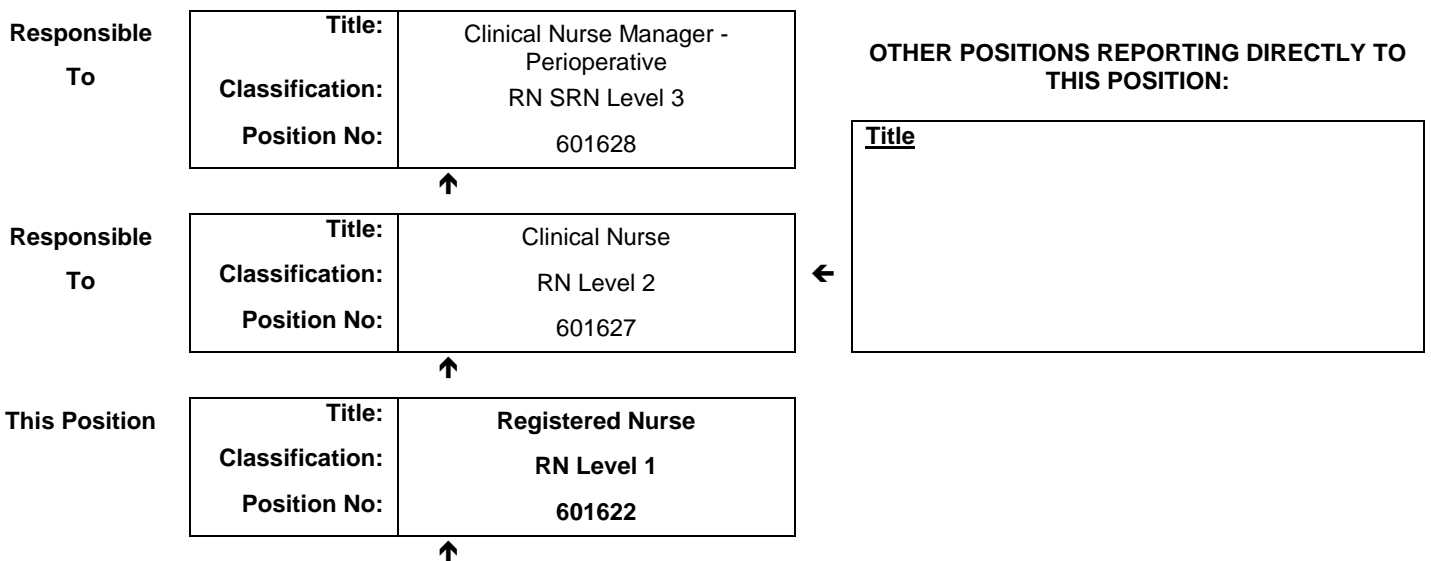 Responsible
To
Title:
Clinical Nurse Manager -
Perioperative
Classification:
RN SRN Level 3
Position No:
601628
OTHER POSITIONS REPORTING DIRECTLY TO
THIS POSITION:
Title
Responsible
To
Title:
Clinical Nurse
Classification:
RN Level 2
Position No:
601627
This Position
Title:
Registered Nurse
Classification:
RN Level 1
Position No:
601622